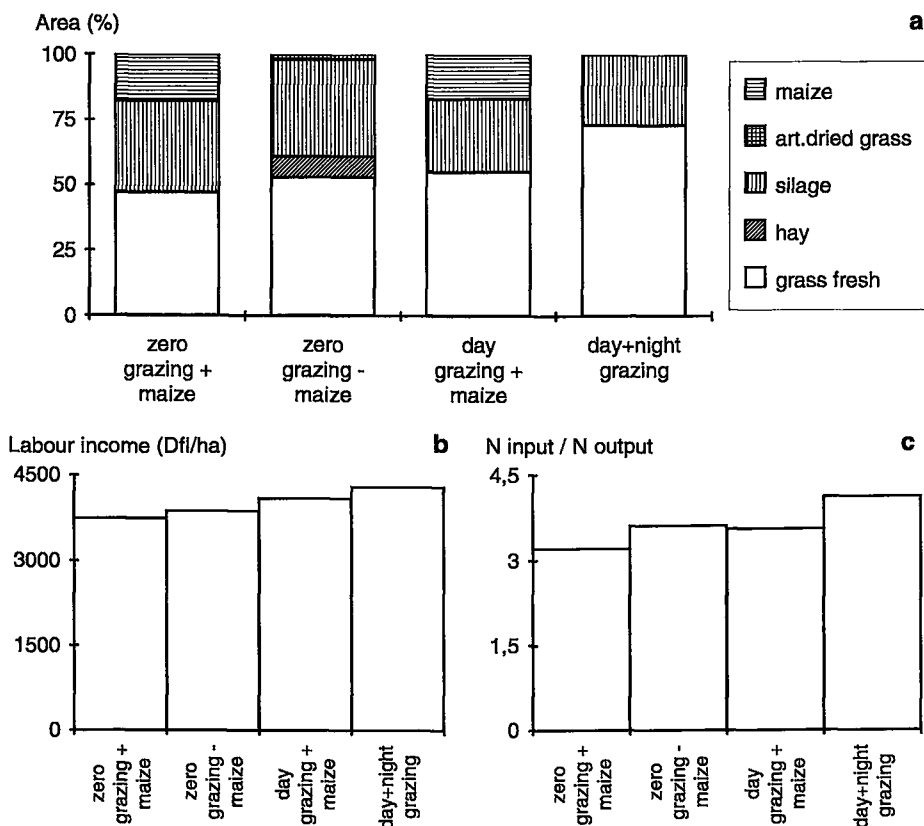 Area (%)
a
100
75
50
25
0
zero
grazing +
maize
zero
grazing -
maize
day
grazing +
maize
day+night
grazing
maize
art.dried grass
silage
hay
grass fresh
Labour income (Dfl/ha)
b
4500
3000
1500
0
zero
grazing +
maize
zero
grazing -
maize
day
grazing +
maize
day+night
grazing
N input / N output
c
4,5
3
1,5
0
zero
grazing +
maize
zero
grazing -
maize
day
grazing +
maize
day+night
grazing